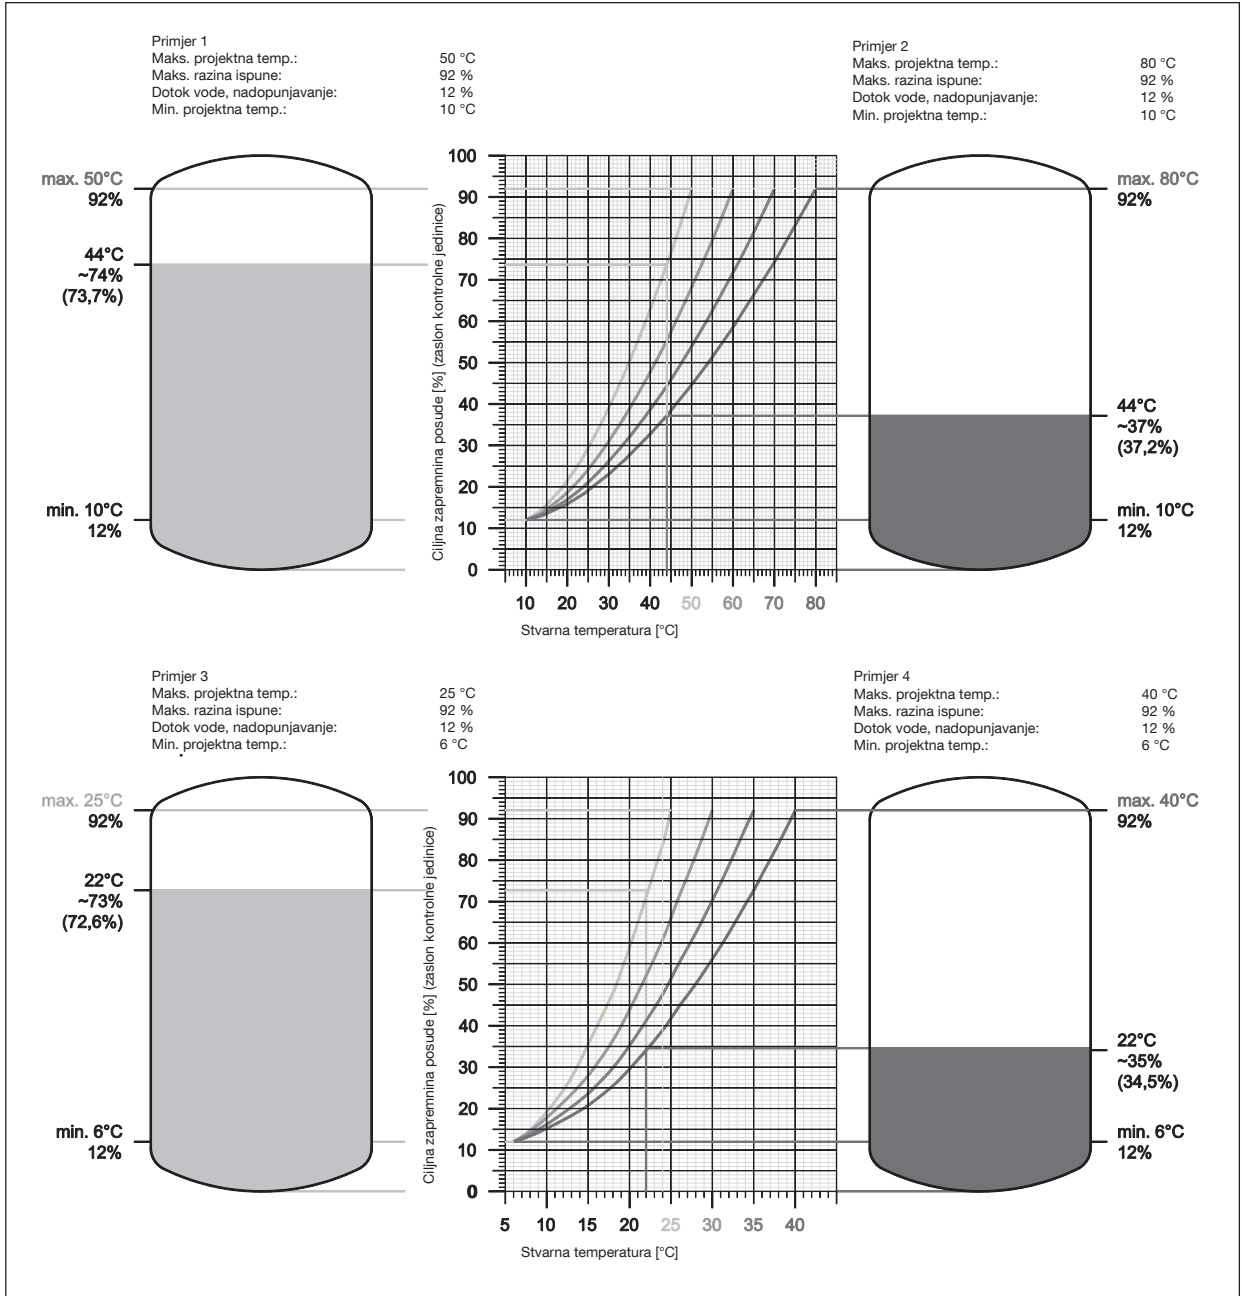 Primjer 1
Maks. projektna temp.: 50 °C
Maks. razina ispune: 92 %
Dotok vode, nadopunjavanje: 12 %
Min. projektna temp.: 10 °C
Primjer 2
Maks. projektna temp.: 80 °C
Maks. razina ispune: 92 %
Dotok vode, nadopunjavanje: 12 %
Min. projektna temp.: 10 °C
max. 50°C
92%
44°C
~74%
(73,7%)
min. 10°C
12%
Ciljna zapremnina posude [%] (zaslon kontrolne jedinice)
100
90
80
70
60
50
40
30
20
10
0
10 20 30 40 50 60 70 80
Stvarna temperatura [°C]
max. 80°C
92%
44°C
~37%
(37,2%)
min. 10°C
12%
Primjer 3
Maks. projektna temp.: 25 °C
Maks. razina ispune: 92 %
Dotok vode, nadopunjavanje: 12 %
Min. projektna temp.: 6 °C
Primjer 4
Maks. projektna temp.: 40 °C
Maks. razina ispune: 92 %
Dotok vode, nadopunjavanje: 12 %
Min. projektna temp.: 6 °C
max. 25°C
92%
22°C
~73%
(72,6%)
min. 6°C
12%
Ciljna zapremnina posude [%] (zaslon kontrolne jedinice)
100
90
80
70
60
50
40
30
20
10
0
5 10 15 20 25 30 35 40
Stvarna temperatura [°C]
max. 40°C
92%
22°C
~35%
(34,5%)
min. 6°C
12%